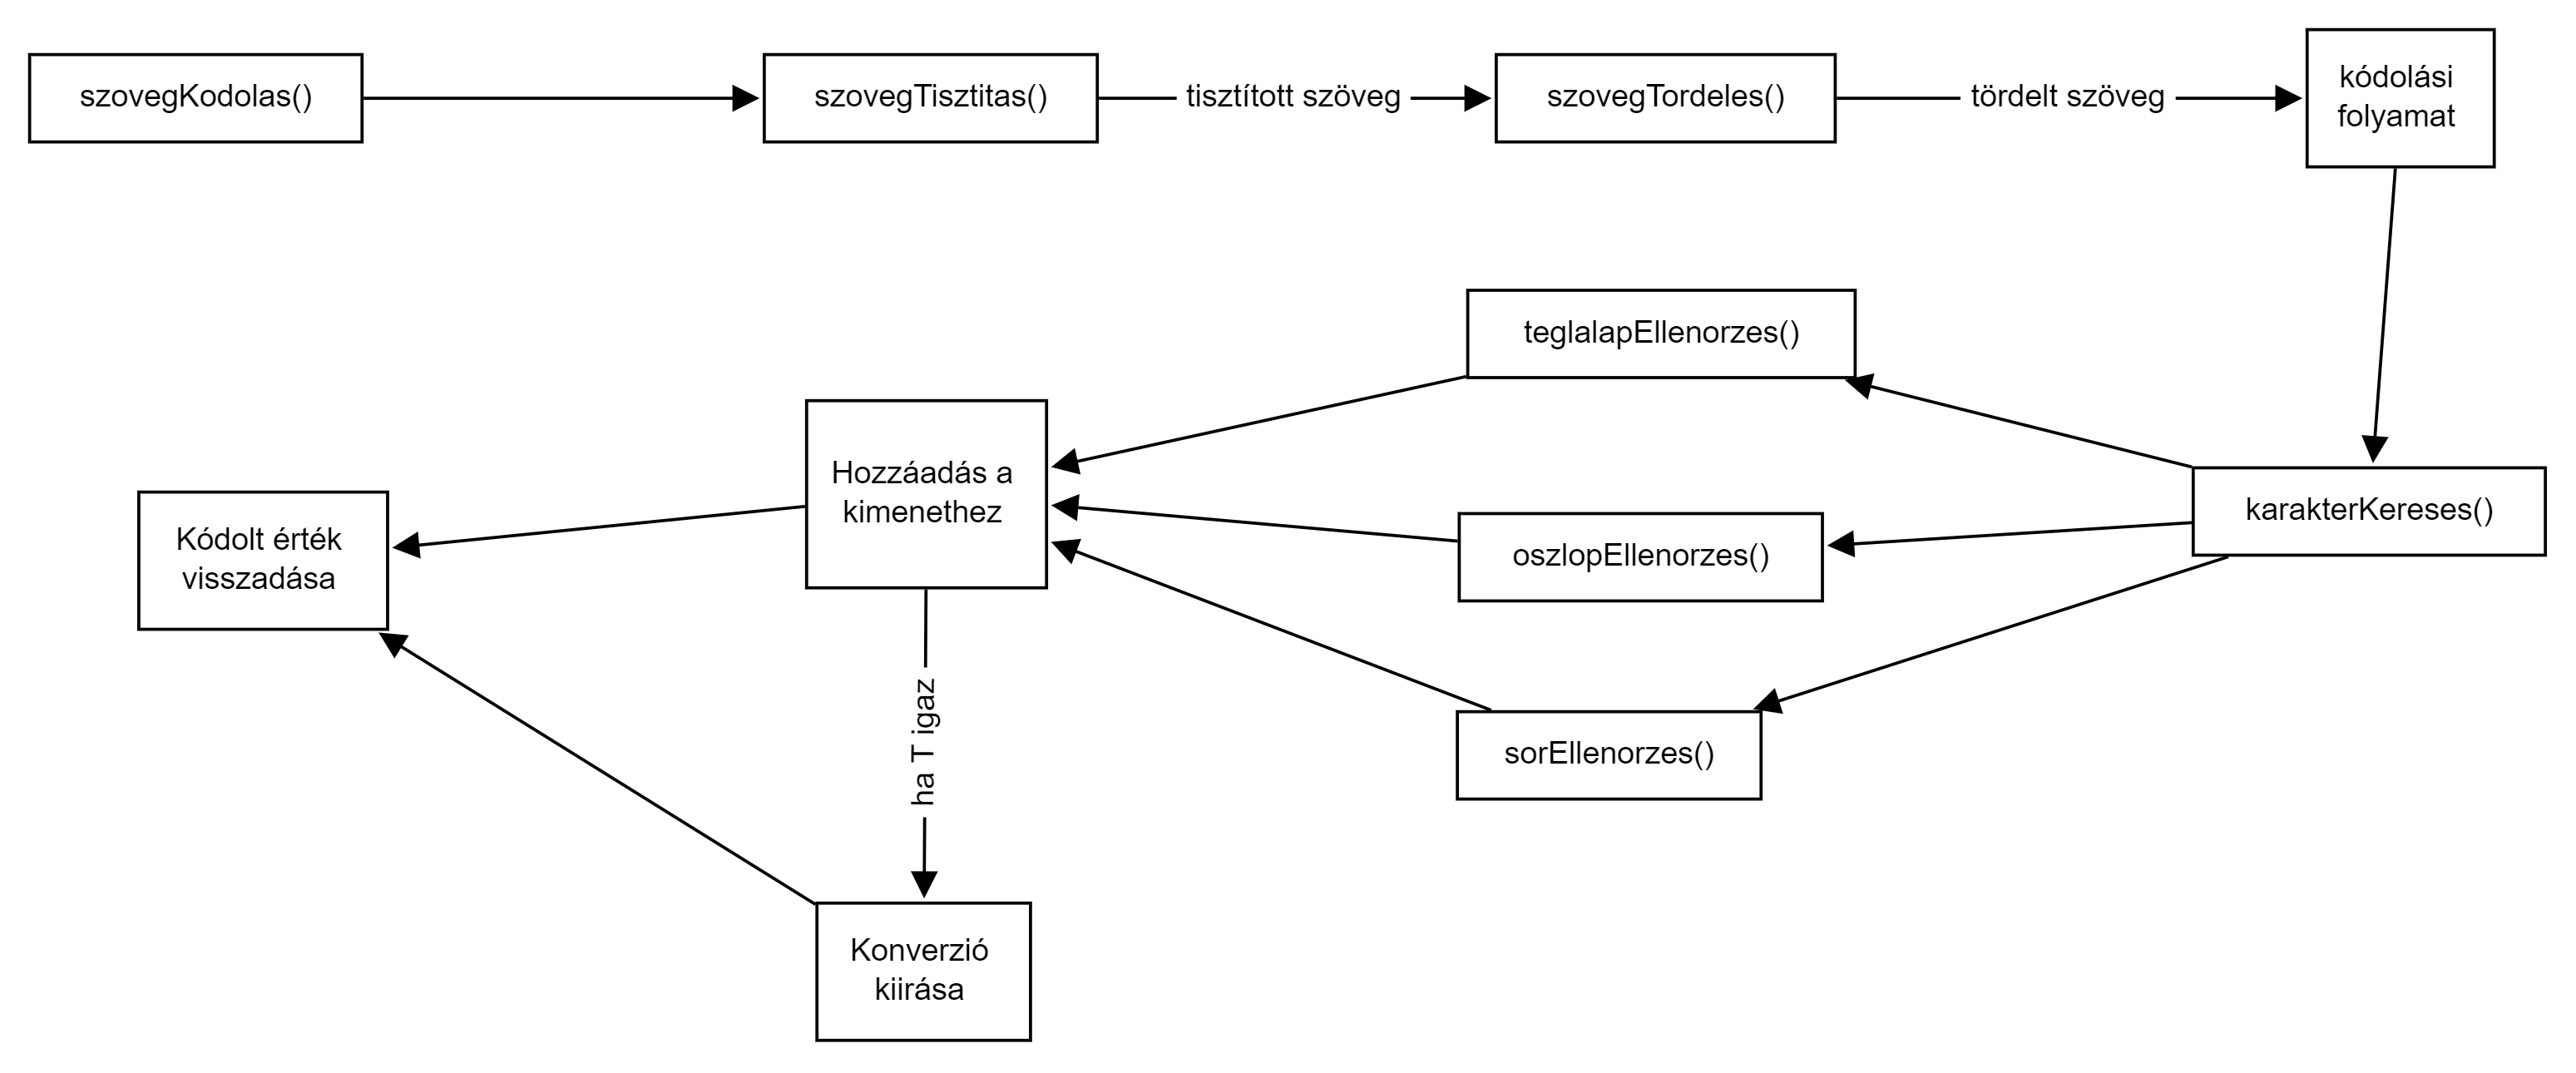 szovegKodolas()
szovegTisztitas()
tisztított szöveg
szovegTordeles()
tördelt szöveg
kódolási
folyamat
teglalapEllenorzes()
Hozzáadás a
kimenethez
karakterKereses()
Kódolt érték
visszadása
oszlopEllenorzes()
ha T igaz
sorEllenorzes()
Konverzió
kiirása